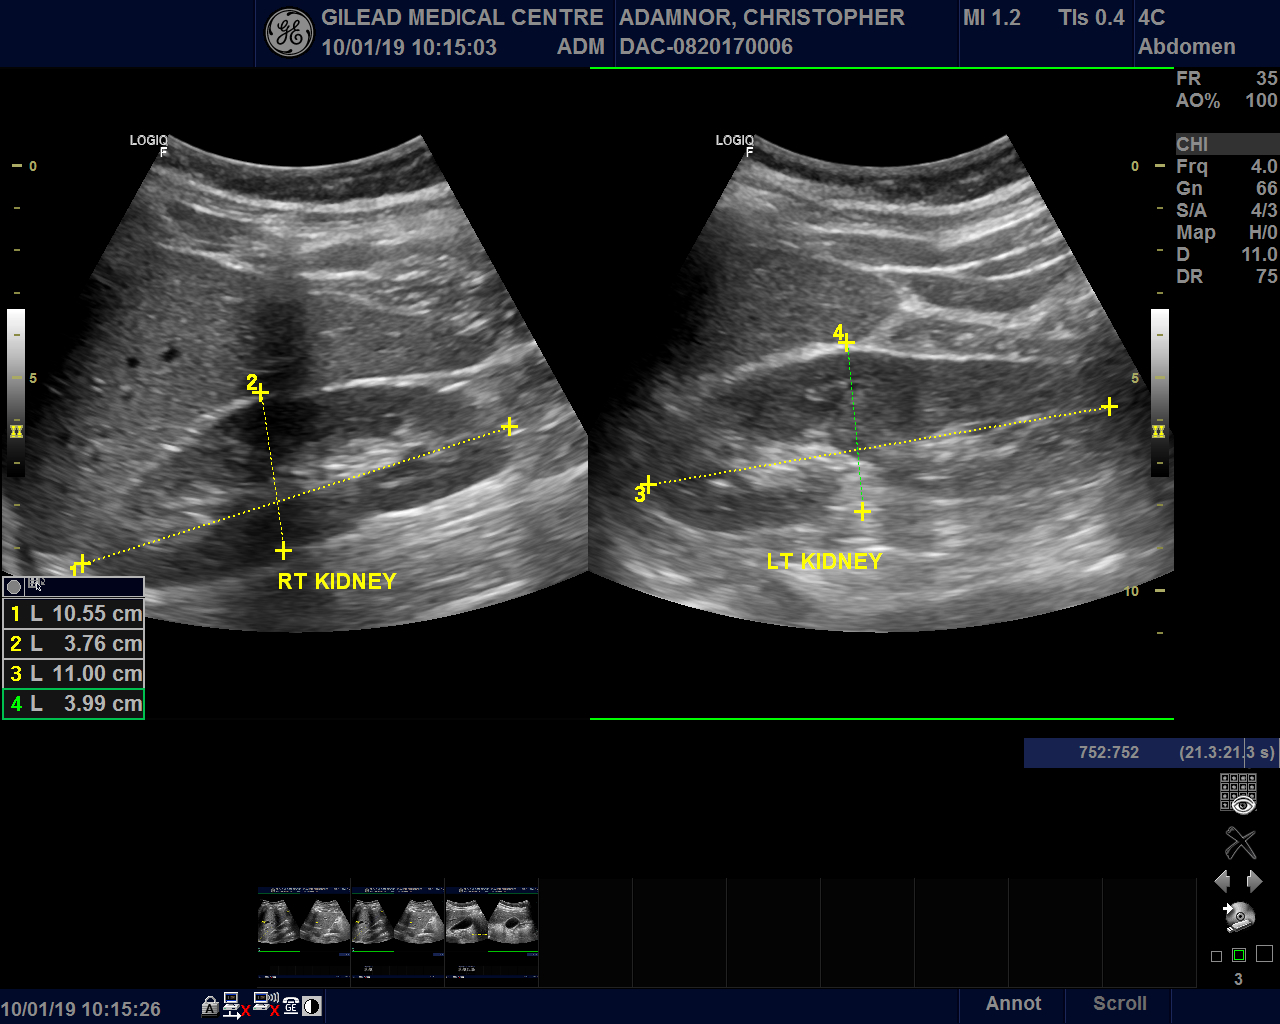 GILEAD MEDICAL CENTRE
10/01/19 10:15:03 ADM
ADAMNOR, CHRISTOPHER
DAC-0820170006
MI 1.2 TIs 0.4
4C
Abdomen
FR 35
AO% 100
CHI
Frq 4.0
Gn 66
S/A 4/3
Map H/0
D 11.0
DR 75
LOGIQ
F
LOGIQ
F
0
5
0
5
10
2
1
RT KIDNEY
4
3
LT KIDNEY
1 L 10.55 cm
2 L 3.76 cm
3 L 11.00 cm
4 L 3.99 cm
752:752 (21.3:21.3 s)
3
10/01/19 10:15:26
GE
Annot
Scroll